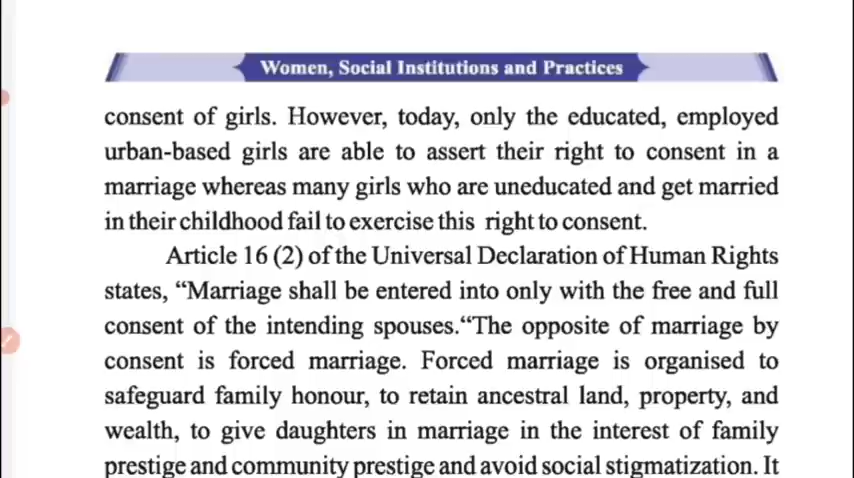 Women, Social Institutions and Practices
consent of girls. However, today, only the educated, employed
urban-based girls are able to assert their right to consent in a
marriage whereas many girls who are uneducated and get married
in their childhood fail to exercise this right to consent.
Article 16 (2) of the Universal Declaration of Human Rights
states, “Marriage shall be entered into only with the free and full
consent of the intending spouses.“The opposite of marriage by
consent is forced marriage. Forced marriage is organised to
safeguard family honour, to retain ancestral land, property, and
wealth, to give daughters in marriage in the interest of family
prestige and community prestige and avoid social stigmatization. It